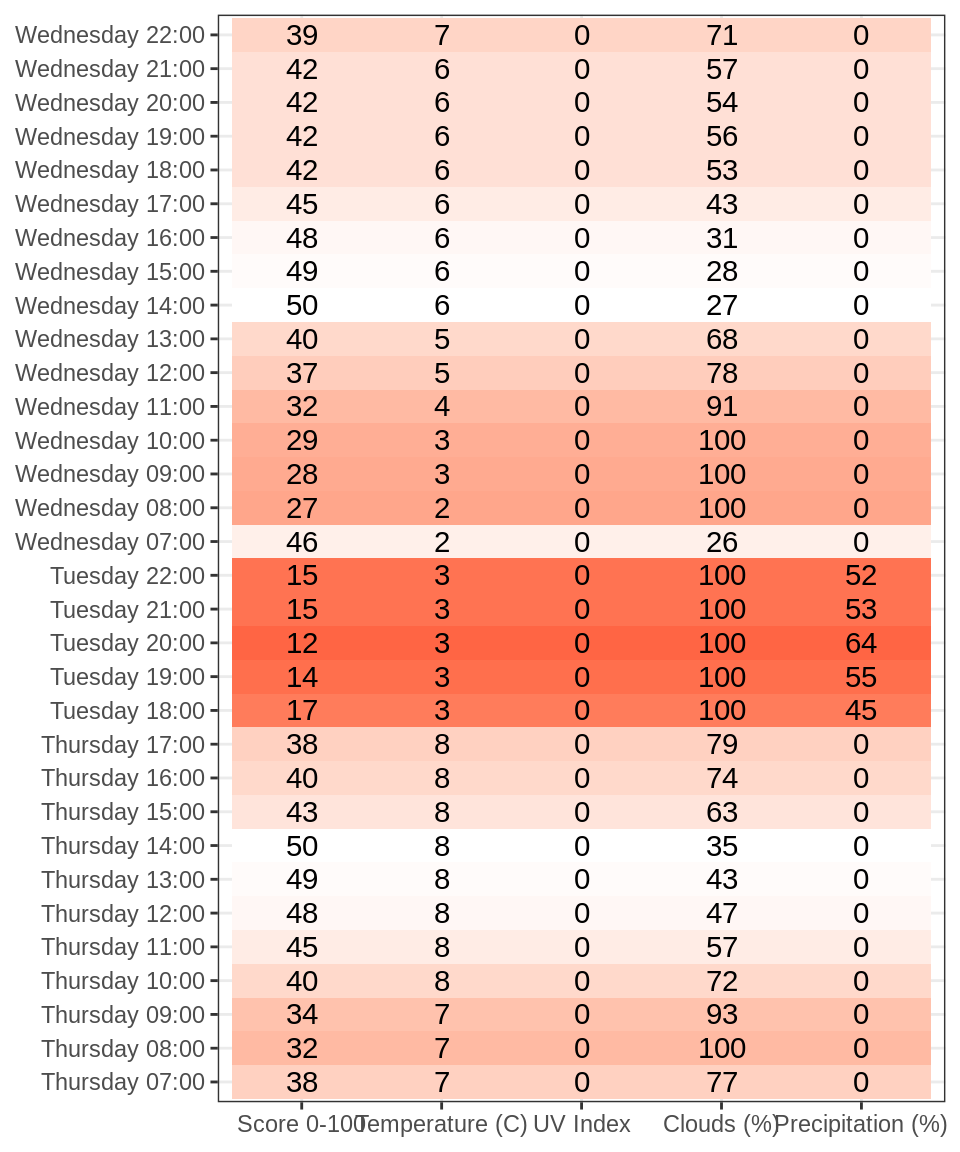 Wednesday 22:00 39 7 0 71 0
Wednesday 21:00 42 6 0 57 0
Wednesday 20:00 42 6 0 54 0
Wednesday 19:00 42 6 0 56 0
Wednesday 18:00 42 6 0 53 0
Wednesday 17:00 45 6 0 43 0
Wednesday 16:00 48 6 0 31 0
Wednesday 15:00 49 6 0 28 0
Wednesday 14:00 50 6 0 27 0
Wednesday 13:00 40 5 0 68 0
Wednesday 12:00 37 5 0 78 0
Wednesday 11:00 32 4 0 91 0
Wednesday 10:00 29 3 0 100 0
Wednesday 09:00 28 3 0 100 0
Wednesday 08:00 27 2 0 100 0
Wednesday 07:00 46 2 0 26 0
Tuesday 22:00 15 3 0 100 52
Tuesday 21:00 15 3 0 100 53
Tuesday 20:00 12 3 0 100 64
Tuesday 19:00 14 3 0 100 55
Tuesday 18:00 17 3 0 100 45
Thursday 17:00 38 8 0 79 0
Thursday 16:00 40 8 0 74 0
Thursday 15:00 43 8 0 63 0
Thursday 14:00 50 8 0 35 0
Thursday 13:00 49 8 0 43 0
Thursday 12:00 48 8 0 47 0
Thursday 11:00 45 8 0 57 0
Thursday 10:00 40 8 0 72 0
Thursday 09:00 34 7 0 93 0
Thursday 08:00 32 7 0 100 0
Thursday 07:00 38 7 0 77 0
Score 0-100 Temperature (C) UV Index Clouds (%) Precipitation (%)